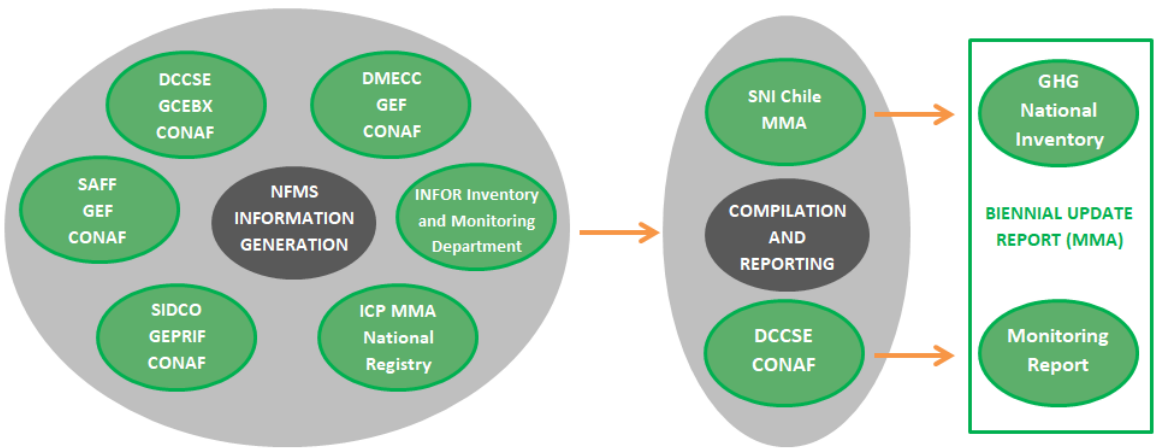 DCCSE
GCEBX
CONAF
DMECC
GEF
CONAF
SAFF
GEF
CONAF
NFMS
INFORMATION
GENERATION
INFOR Inventory
and Monitoring
Department
SIDCO
GEPRIF
CONAF
ICP MMA
National
Registry
SNI Chile
MMA
COMPILATION
AND
REPORTING
DCCSE
CONAF
GHG
National
Inventory
BIENNIAL UPDATE
REPORT (MMA)
Monitoring
Report